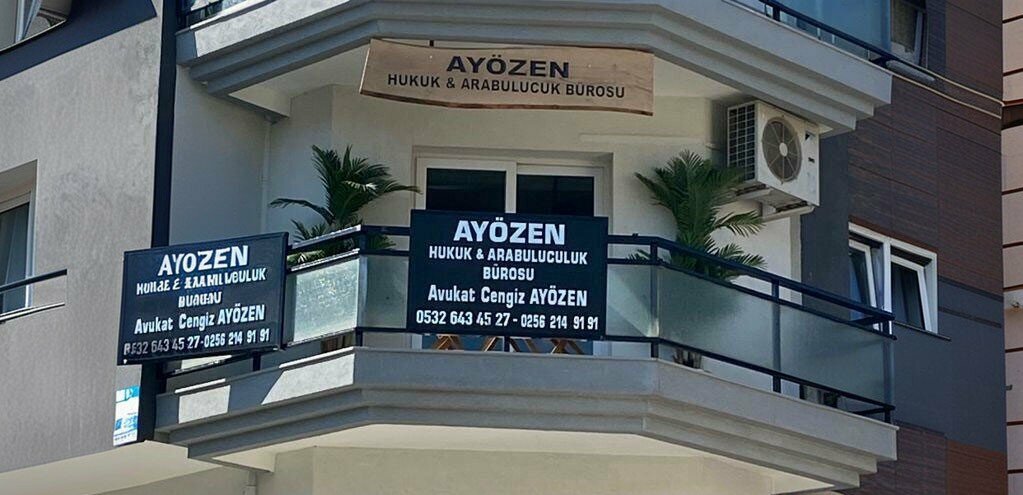 AYÖZEN
HUKUK & ARABULUCUK BÜROSU
AYOZEN
Avukat Cengiz AYÖZEN
0532 643 45 27-0256 214 91 91
AYÖZEN
HUKUK & ARABULUCULUK
BÜROSU
Avukat Cengiz AYÖZEN
0532 643 45 27 - 0256 214 91 91